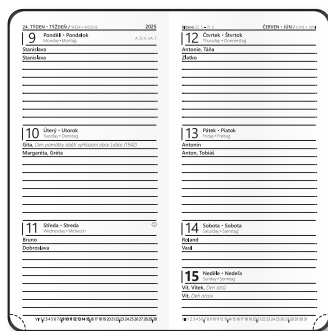 24. TÝDEN • TÝŽDEŇ / WEEK • WOCHE 2025
9 Pondělí • Pondelok
Monday • Montag
Stanislava
Stanislava
10 Úterý • Utorok
Tuesday • Dienstag
Gita, Den památky obětí vyhlazení obce Lidice (1942)
Margaréta, Gréta
11 Středa • Streda
Wednesday • Mittwoch
Bruno
Dobroslava
ČERVEN • JÚN / JUNE • JUNI
12 Čtvrtek • Štvrtok
Thursday • Donnerstag
Antonie, Táňa
Zlatko
13 Pátek • Piatok
Friday • Freitag
Antonín
Anton, Tobiáš
14 Sobota • Sobota
Saturday • Samstag
Roland
Vasil
15 Neděle • Nedeľa
Sunday • Sonntag
Vít, Vítek, Den otců
Vít, Deň otcov